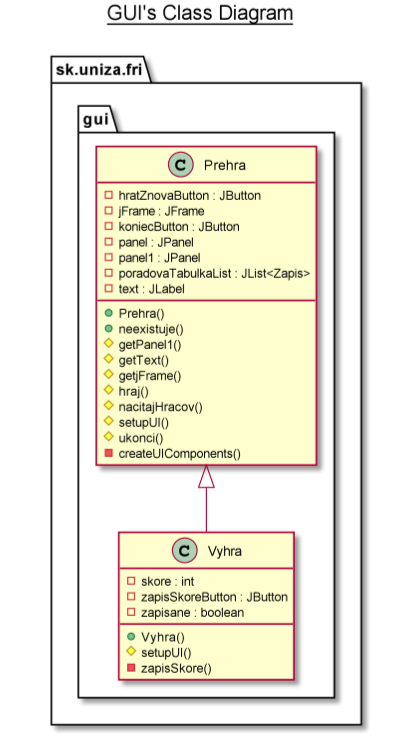 GUI's Class Diagram
sk.uniza.fri
gui
C Prehra
hratZnovaButton : JButton
jFrame : JFrame
koniecButton : JButton
panel : JPanel
panel1 : JPanel
poradovaTabulkaList : JList<Zapis>
text : JLabel
Prehra()
neexistuje()
getPanel1()
getText()
getjFrame()
hraj()
nacitajHracov()
setupUI()
ukonci()
createUIComponents()
C Vyhra
skore : int
zapisSkoreButton : JButton
zapisane : boolean
Vyhra()
setupUI()
zapisSkore()